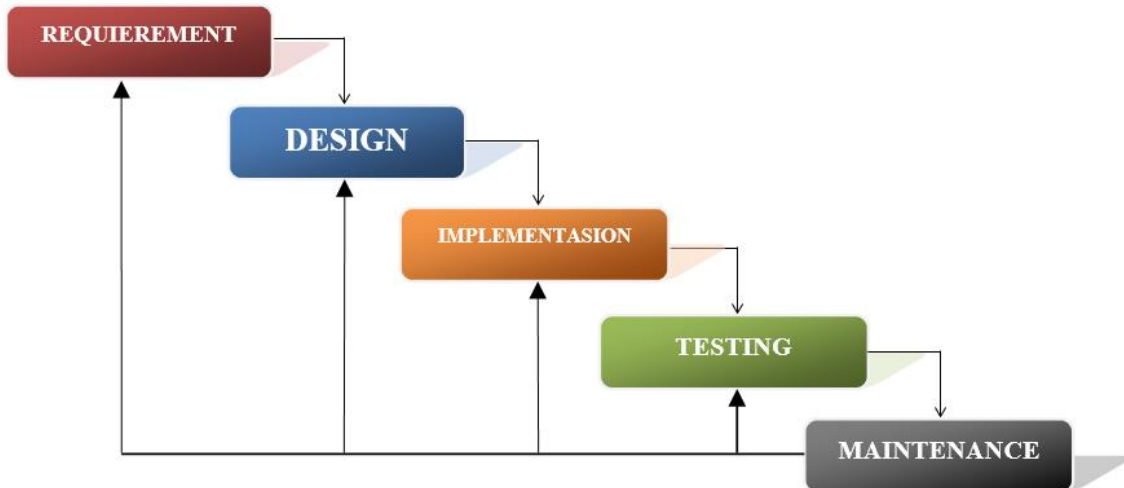 REQUIEREMENT
DESIGN
IMPLEMENTASION
TESTING
MAINTENANCE